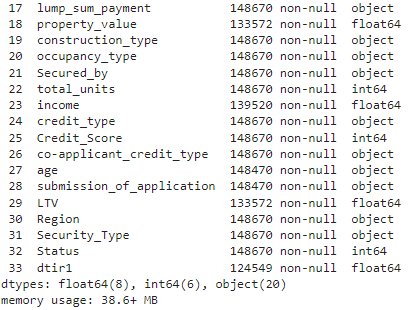 17 lump_sum_payment 148670 non-null object
18 property_value 133572 non-null float64
19 construction_type 148670 non-null object
20 occupancy_type 148670 non-null object
21 Secured_by 148670 non-null object
22 total_units 148670 non-null int64
23 income 139520 non-null float64
24 credit_type 148670 non-null object
25 Credit_Score 148670 non-null int64
26 co-applicant_credit_type 148670 non-null object
27 age 148470 non-null object
28 submission_of_application 148470 non-null object
29 LTV 133572 non-null float64
30 Region 148670 non-null object
31 Security_Type 148670 non-null object
32 Status 148670 non-null int64
33 dtir1 124549 non-null float64
dtypes: float64(8), int64(6), object(20)
memory usage: 38.6+ MB